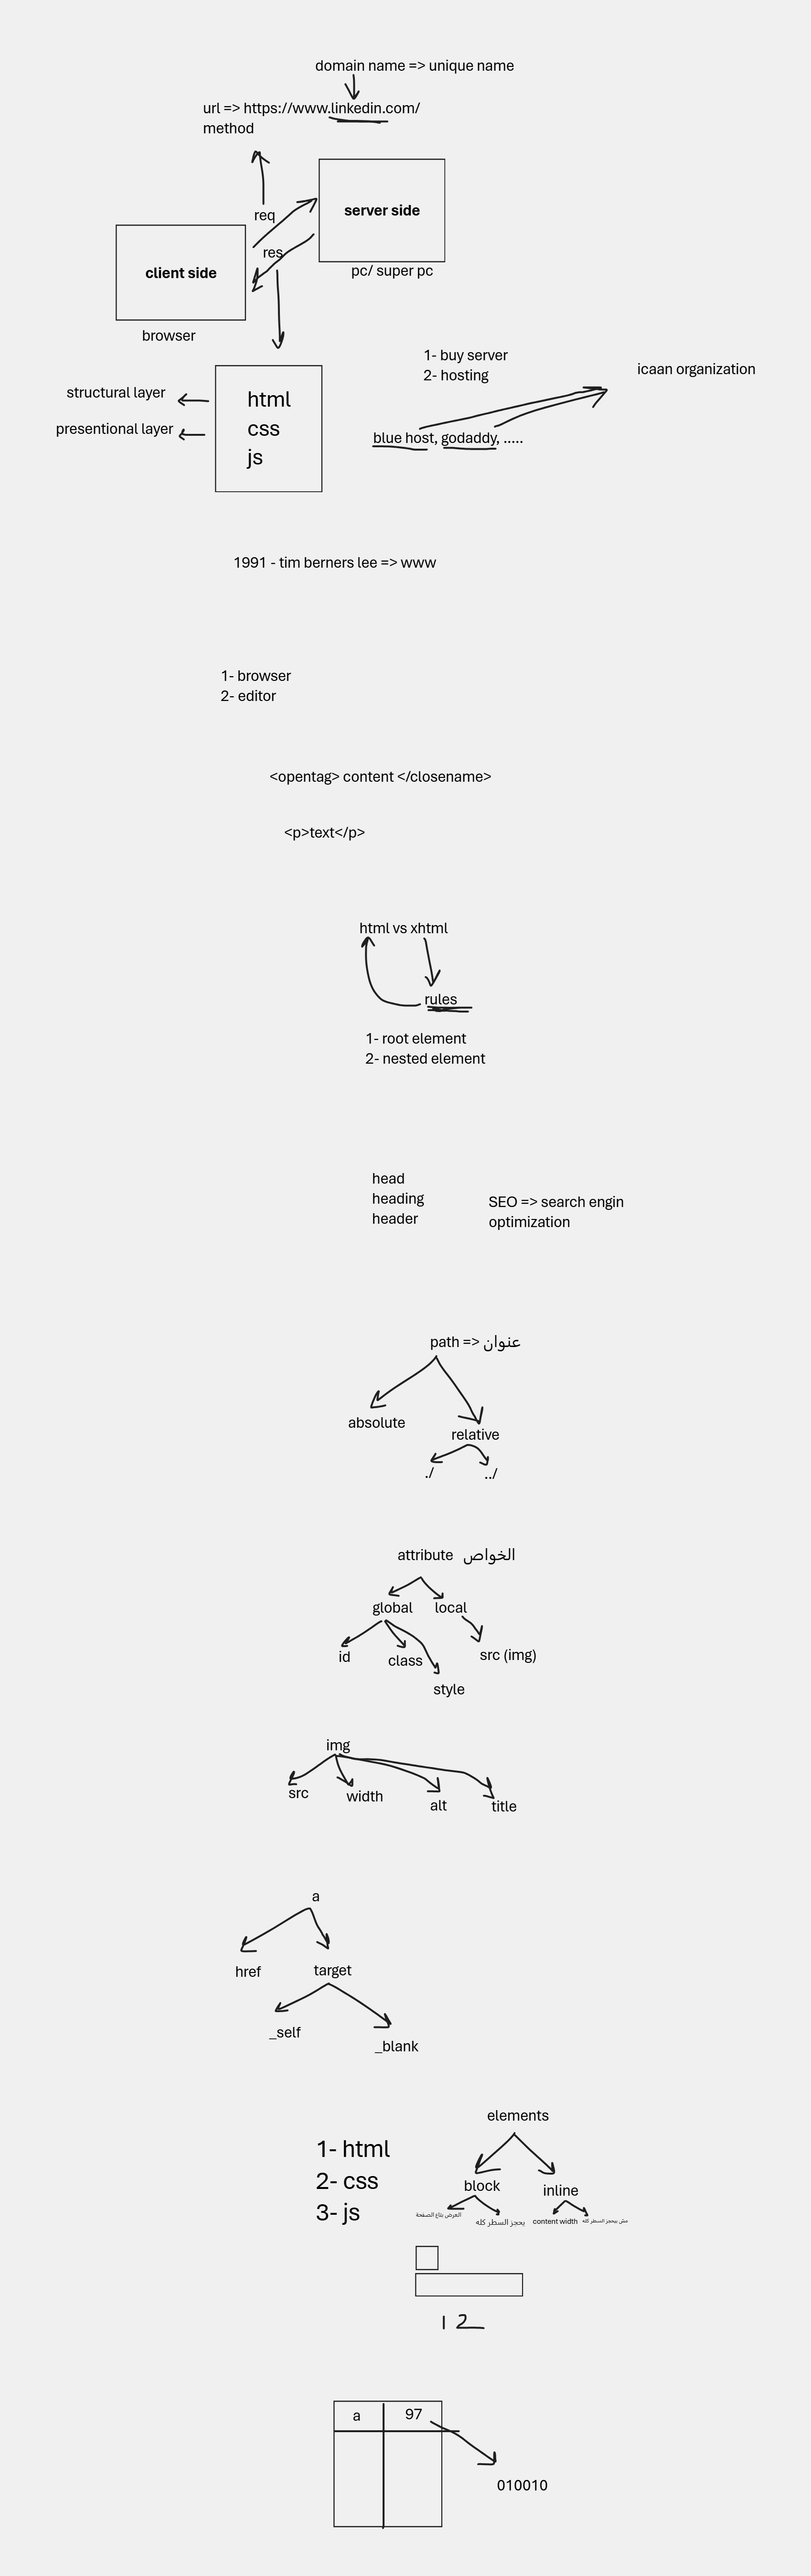 domain name => unique name
url => https://www.linkedin.com/
method
req
server side
res
client side
pc/ super pc
browser
1- buy server
2- hosting
icaan organization
structural layer
html
presentional layer
css
blue host, godaddy, .....
js
1991 - tim berners lee => www
1- browser
2- editor
<opentag> content </closename>
<p>text</p>
html vs xhtml
rules
1- root element
2- nested element
head
heading
header
SEO => search engin
optimization
path => عنوان
absolute
relative
./
../
attribute الخواص
global
local
id
class
src (img)
style
img
src
width
alt
title
a
href
target
_self
_blank
elements
1- html
2- css
3- js
block
inline
العرض بتاع الصفحة
يحجز السطر كله
content width
مش بيحجز السطر كله
1 2
a
97
010010